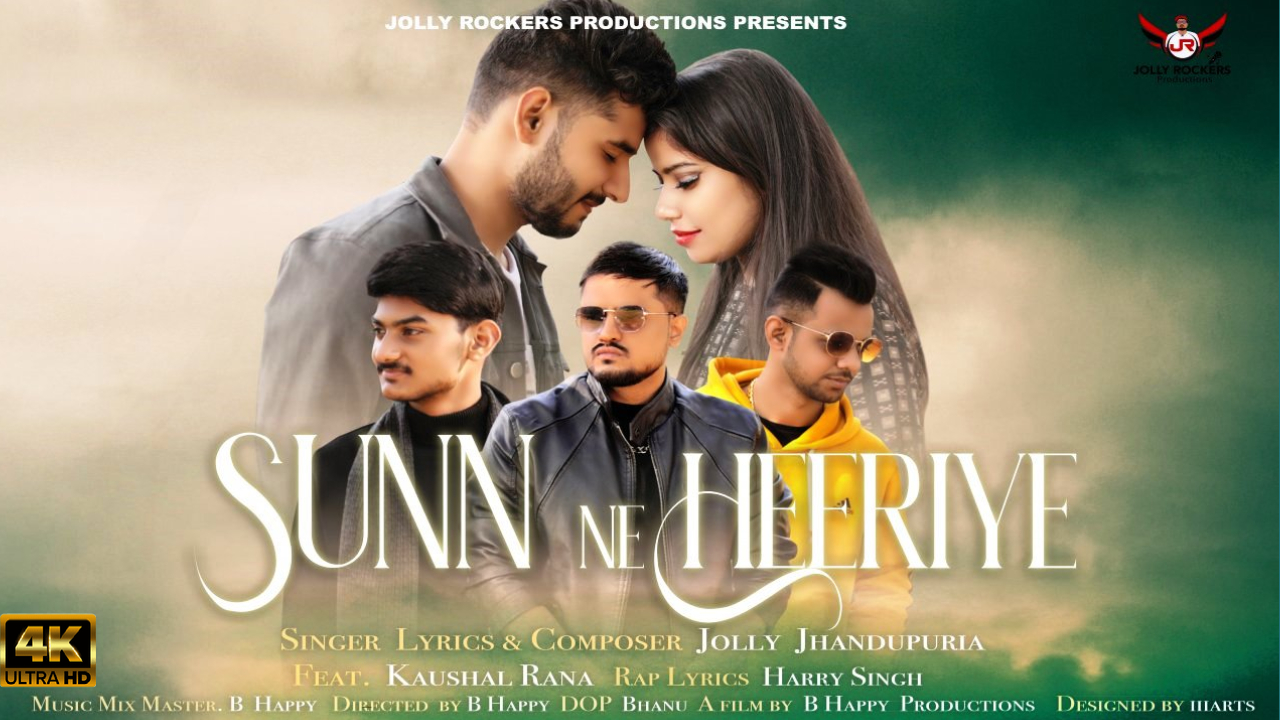 JOLLY ROCKERS PRODUCTIONS PRESENTS
JR
JOLLY ROCKERS
Productions
SUNN NE HEERIYE
4K
ULTRA HD
SINGER LYRICS & COMPOSER JOLLY JHANDUPURIA
FEAT. KAUSHAL RANA RAP LYRICS HARRY SINGH
MUSIC MIX MASTER. B HAPPY DIRECTED BY B HAPPY DOP BHANU A FILM BY B HAPPY PRODUCTIONS DESIGNED BY IIIARTS